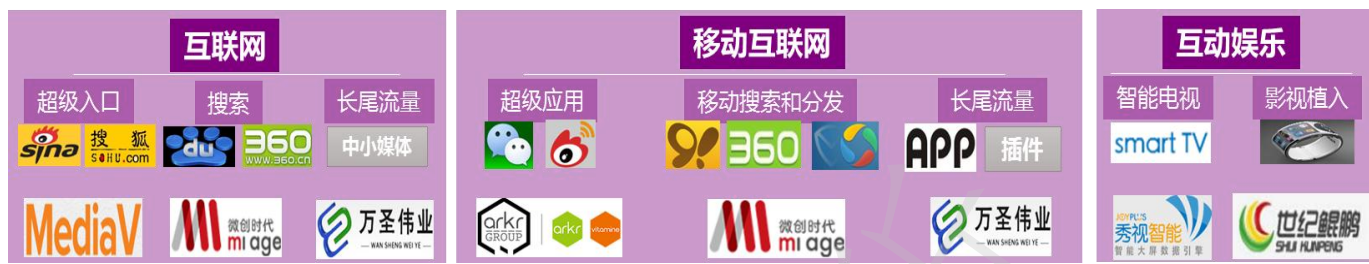 互联网
超级入口
搜索
长尾流量
sina
搜狐
SOHU.com
du
360
www.360.cn
中小媒体
MediaV
微创时代
mi age
万圣伟业
WAN SHENG WEI YE
移动互联网
超级应用
移动搜索和分发
长尾流量
91
360
APP
插件
arkr
GROUP
arkr
vitamine
微创时代
mi age
万圣伟业
WAN SHENG WEI YE
互动娱乐
智能电视
影视植入
smart TV
JOYPLUS
秀视智能
智能大屏数据引擎
世纪鲲鹏
SHIJI KUNPENG